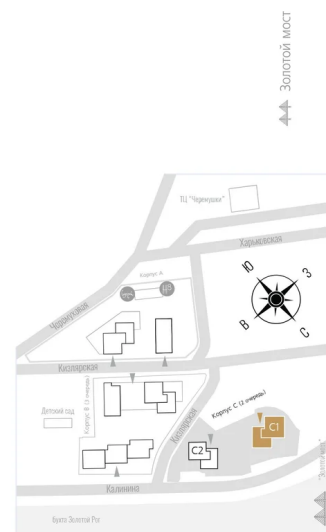 Золотой мост
ТЦ "Черемушки"
Харьковская
Корпус А
Ю
З
В
С
Черемуховая
Кизлярская
Корпус В (3 очередь)
Детский сад
Кизлярская
Корпус С (2 очередь)
С1
С2
Калинина
бухта Золотой Рог